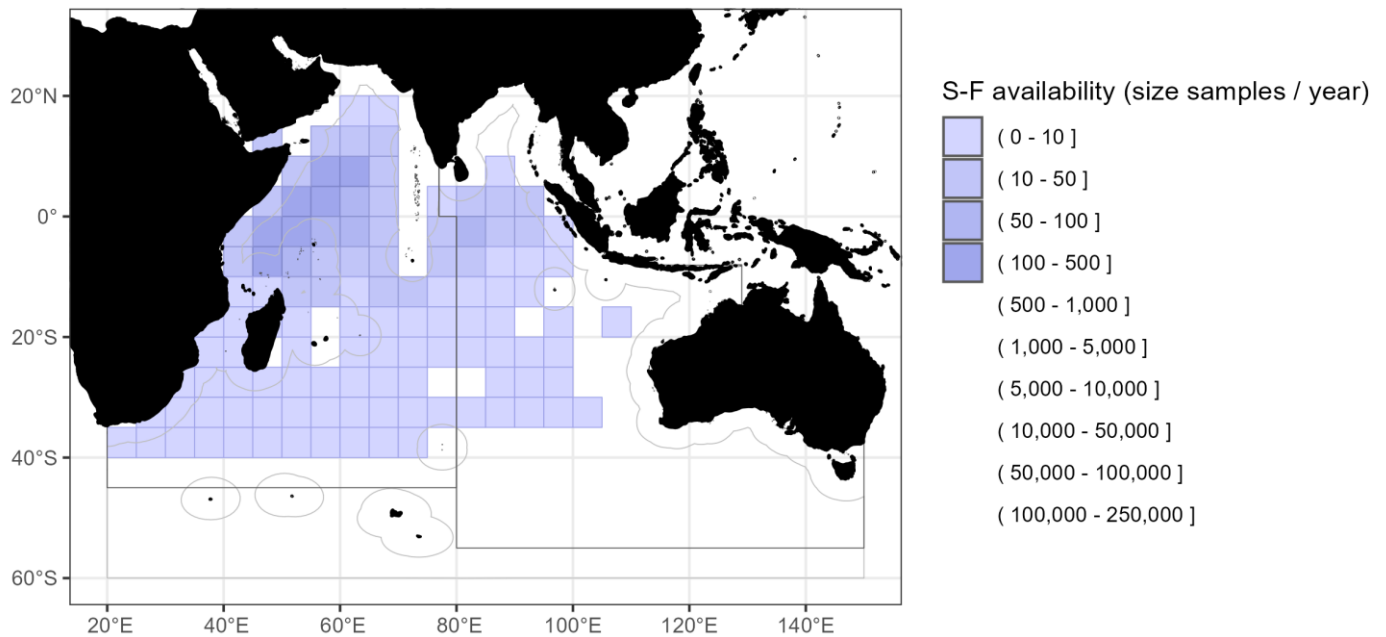 S-F availability (size samples / year)
( 0 - 10 ]
( 10 - 50 ]
( 50 - 100 ]
( 100 - 500 ]
( 500 - 1,000 ]
( 1,000 - 5,000 ]
( 5,000 - 10,000 ]
( 10,000 - 50,000 ]
( 50,000 - 100,000 ]
( 100,000 - 250,000 ]
20°N
0°
20°S
40°S
60°S
20°E 40°E 60°E 80°E 100°E 120°E 140°E